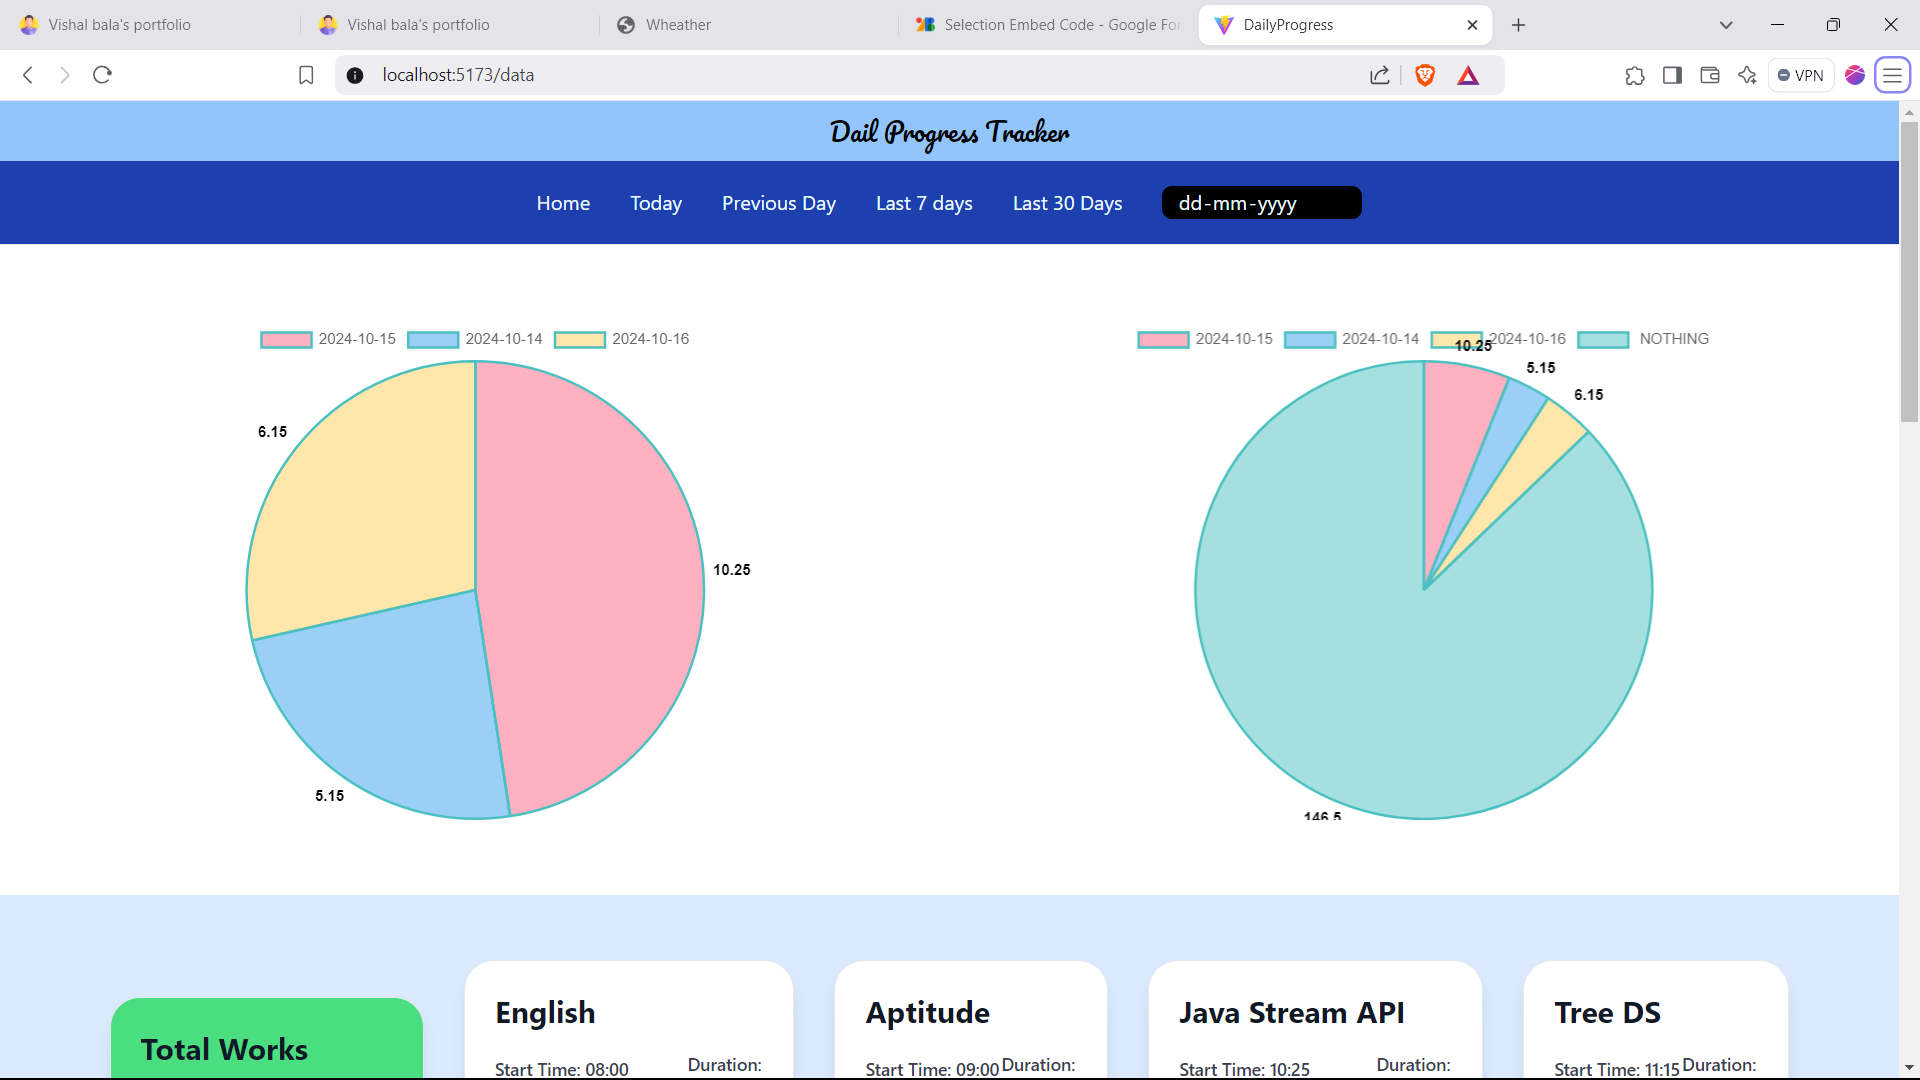 Vishal bala's portfolio
Vishal bala's portfolio
Wheather
Selection Embed Code - Google For
DailyProgress
localhost:5173/data
VPN
Dail Progress Tracker
Home Today Previous Day Last 7 days Last 30 Days dd-mm-yyyy
2024-10-15 2024-10-14 2024-10-16
6.15
10.25
5.15
2024-10-15 2024-10-14 2024-10-16 NOTHING
10.25
5.15
6.15
146.5
Total Works
English
Start Time: 08:00 Duration:
Aptitude
Start Time: 09:00 Duration:
Java Stream API
Start Time: 10:25 Duration:
Tree DS
Start Time: 11:15 Duration: